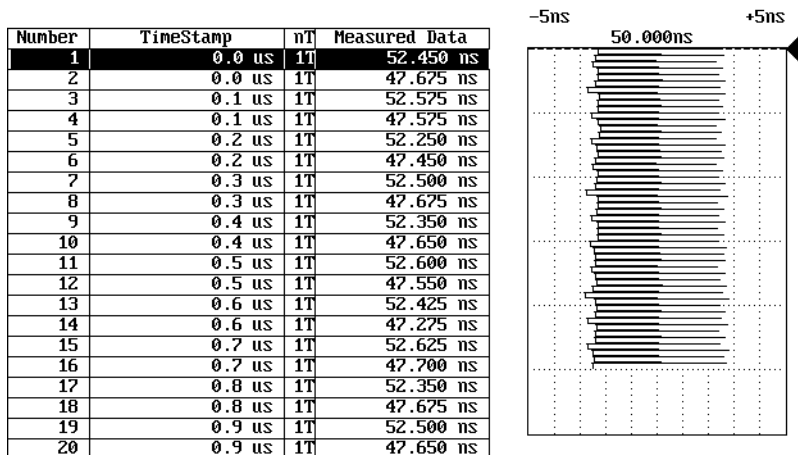 -5ns +5ns
50.000ns
Number TimeStamp nT Measured Data
1 0.0 us 1T 52.450 ns
2 0.0 us 1T 47.675 ns
3 0.1 us 1T 52.575 ns
4 0.1 us 1T 47.575 ns
5 0.2 us 1T 52.250 ns
6 0.2 us 1T 47.450 ns
7 0.3 us 1T 52.500 ns
8 0.3 us 1T 47.675 ns
9 0.4 us 1T 52.350 ns
10 0.4 us 1T 47.650 ns
11 0.5 us 1T 52.600 ns
12 0.5 us 1T 47.550 ns
13 0.6 us 1T 52.425 ns
14 0.6 us 1T 47.275 ns
15 0.7 us 1T 52.625 ns
16 0.7 us 1T 47.700 ns
17 0.8 us 1T 52.350 ns
18 0.8 us 1T 47.675 ns
19 0.9 us 1T 52.500 ns
20 0.9 us 1T 47.650 ns